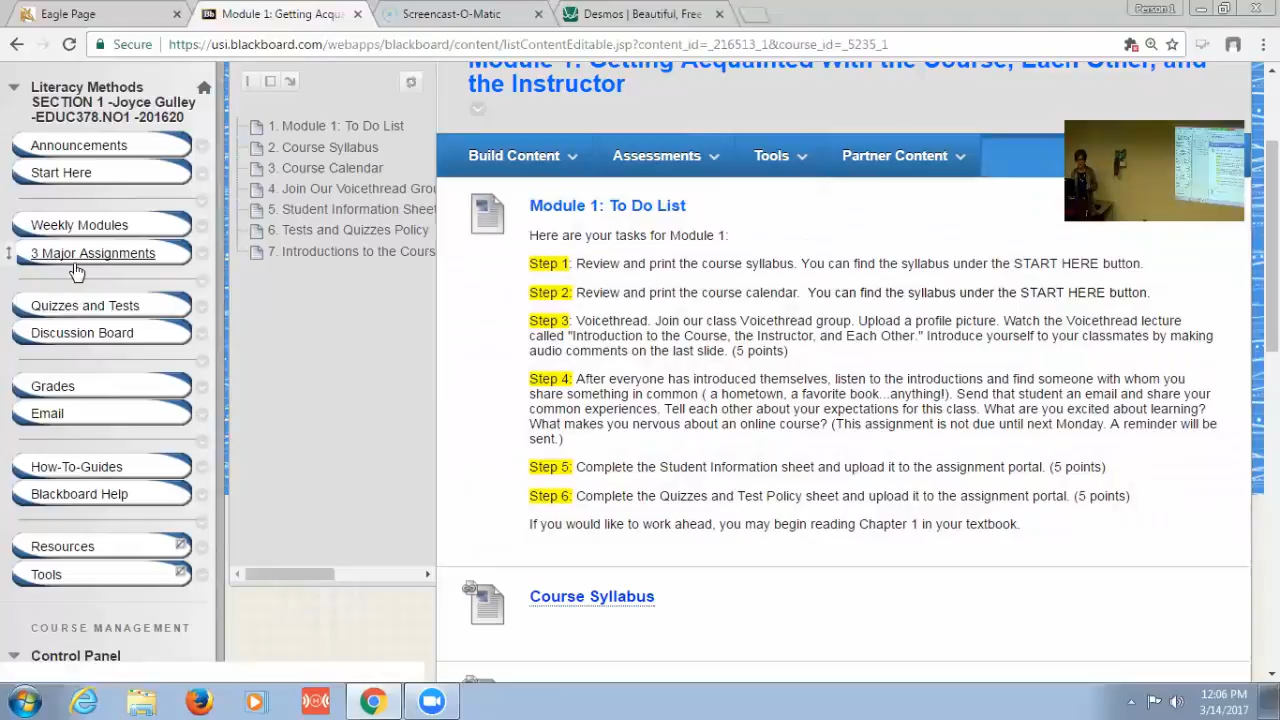 Eagle Page
Module 1: Getting Acqu
Screencast-O-Matic
Desmos | Beautiful, Free
Person 1
Secure
https://usi.blackboard.com/webapps/blackboard/content/listContentEditable.jsp?content_id=_216513_1&course_id=_5235_1
Literacy Methods
SECTION 1 -Joyce Gulley
-EDUC378.NO1 -201620
Announcements
Start Here
Weekly Modules
3 Major Assignments
Quizzes and Tests
Discussion Board
Grades
Email
How-To-Guides
Blackboard Help
Resources
Tools
COURSE MANAGEMENT
Control Panel
1. Module 1: To Do List
2. Course Syllabus
3. Course Calendar
4. Join Our Voicethread Grou
5. Student Information Sheet
6. Tests and Quizzes Policy
7. Introductions to the Cours
Module 1: Getting Acquainted With the Course, Each Other, and
the Instructor
Build Content
Assessments
Tools
Partner Content
Module 1: To Do List
Here are your tasks for Module 1:
Step 1: Review and print the course syllabus. You can find the syllabus under the START HERE button.
Step 2: Review and print the course calendar. You can find the syllabus under the START HERE button.
Step 3: Voicethread. Join our class Voicethread group. Upload a profile picture. Watch the Voicethread lecture
called "Introduction to the Course, the Instructor, and Each Other." Introduce yourself to your classmates by making
audio comments on the last slide. (5 points)
Step 4: After everyone has introduced themselves, listen to the introductions and find someone with whom you
share something in common ( a hometown, a favorite book...anything!). Send that student an email and share your
common experiences. Tell each other about your expectations for this class. What are you excited about learning?
What makes you nervous about an online course? (This assignment is not due until next Monday. A reminder will be
sent.)
Step 5: Complete the Student Information sheet and upload it to the assignment portal. (5 points)
Step 6: Complete the Quizzes and Test Policy sheet and upload it to the assignment portal. (5 points)
If you would like to work ahead, you may begin reading Chapter 1 in your textbook.
Course Syllabus
12:06 PM
3/14/2017